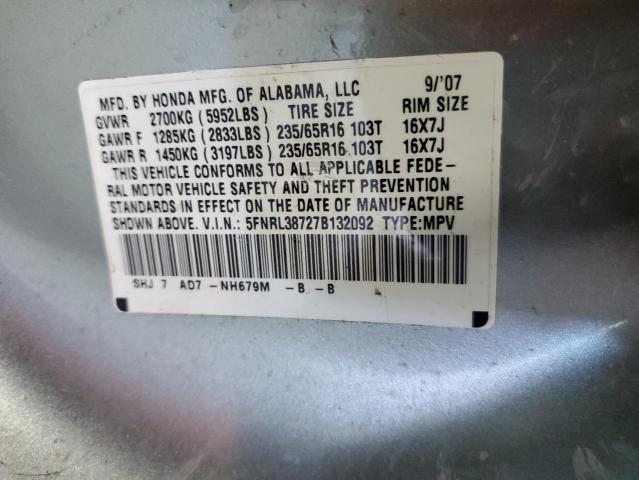 MFD. BY HONDA MFG. OF ALABAMA, LLC 9/'07
GVWR 2700KG (5952LBS) TIRE SIZE RIM SIZE
GAWR F 1285KG (2833LBS) 235/65R16 103T 16X7J
GAWR R 1450KG (3197LBS) 235/65R16 103T 16X7J
THIS VEHICLE CONFORMS TO ALL APPLICABLE FEDE-
RAL MOTOR VEHICLE SAFETY AND THEFT PREVENTION
STANDARDS IN EFFECT ON THE DATE OF MANUFACTURE
SHOWN ABOVE. V.I.N.: 5FNRL38727B132092 TYPE:MPV
SHJ 7 AD7 -NH679M -B -B